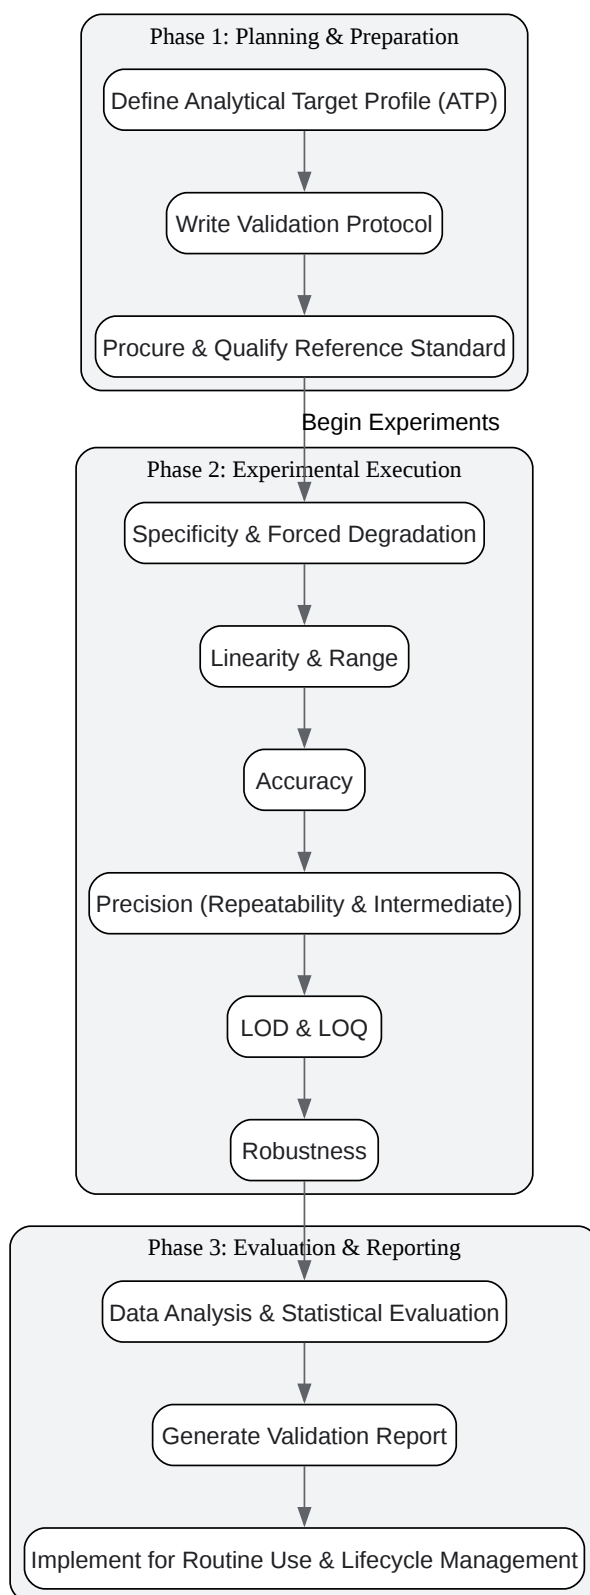 Phase 1: Planning & Preparation
Define Analytical Target Profile (ATP)
Write Validation Protocol
Procure & Qualify Reference Standard
Begin Experiments
Phase 2: Experimental Execution
Specificity & Forced Degradation
Linearity & Range
Accuracy
Precision (Repeatability & Intermediate)
LOD & LOQ
Robustness
Phase 3: Evaluation & Reporting
Data Analysis & Statistical Evaluation
Generate Validation Report
Implement for Routine Use & Lifecycle Management